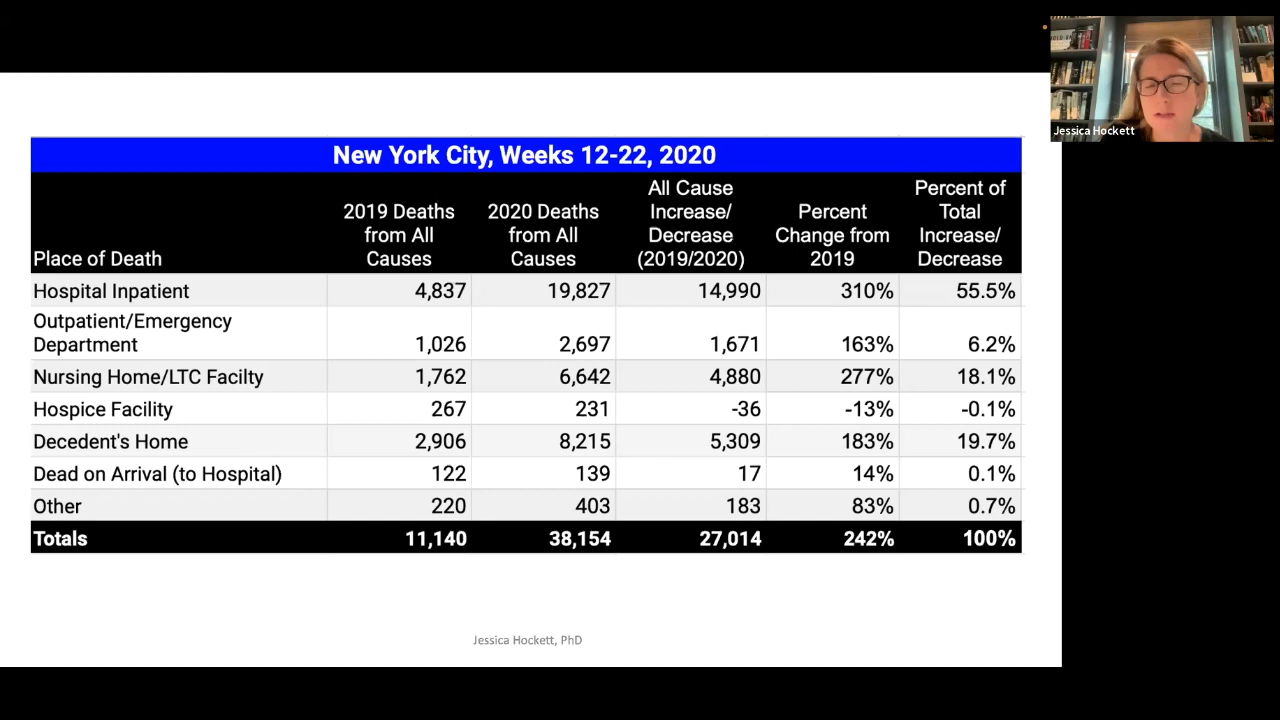 Jessica Hockett
New York City, Weeks 12-22, 2020
Place of Death | 2019 Deaths from All Causes | 2020 Deaths from All Causes | All Cause Increase/ Decrease (2019/2020) | Percent Change from 2019 | Percent of Total Increase/ Decrease
Hospital Inpatient 4,837 19,827 14,990 310% 55.5%
Outpatient/Emergency Department 1,026 2,697 1,671 163% 6.2%
Nursing Home/LTC Facilty 1,762 6,642 4,880 277% 18.1%
Hospice Facility 267 231 -36 -13% -0.1%
Decedent's Home 2,906 8,215 5,309 183% 19.7%
Dead on Arrival (to Hospital) 122 139 17 14% 0.1%
Other 220 403 183 83% 0.7%
Totals 11,140 38,154 27,014 242% 100%
Jessica Hockett, PhD